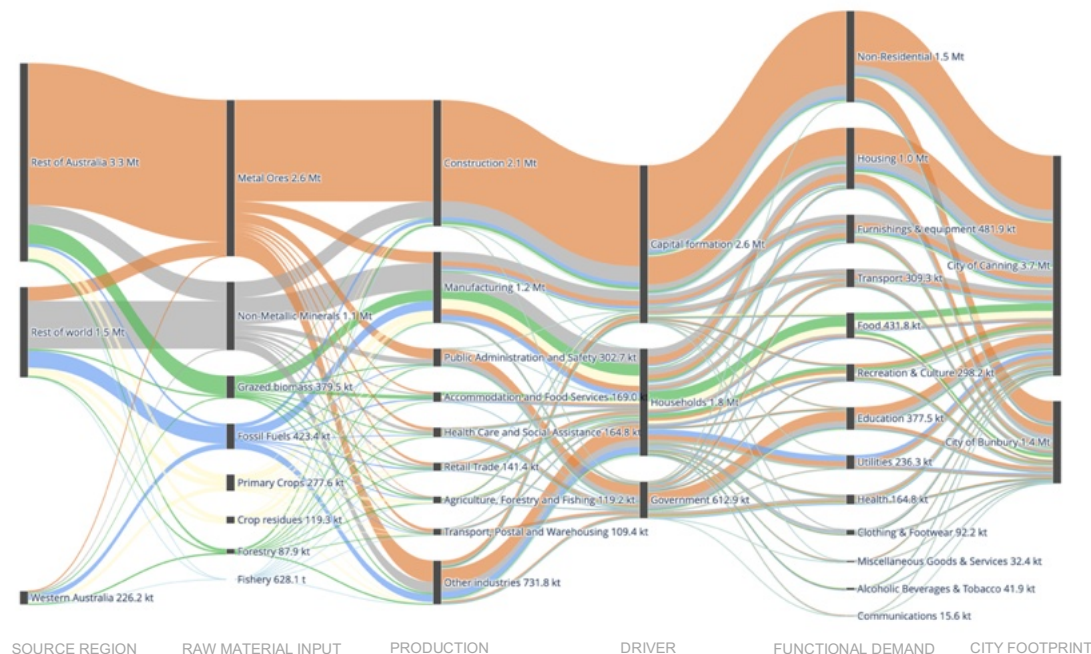 Rest of Australia 3.3 Mt
Rest of world 1.5 Mt
Western Australia 226.2 kt
Metal Ores 2.6 Mt
Non-Metallic Minerals 1.1 Mt
Grazed biomass 379.5 kt
Fossil Fuels 423.4 kt
Primary Crops 277.6 kt
Crop residues 119.3 kt
Forestry 87.9 kt
Fishery 628.1 t
Construction 2.1 Mt
Manufacturing 1.2 Mt
Public Administration and Safety 302.7 kt
Accommodation and Food Services 169.0
Health Care and Social Assistance 164.8 kt
Retail Trade 141.4 kt
Agriculture, Forestry and Fishing 119.2 kt
Transport, Postal and Warehousing 109.4 kt
Other industries 731.8 kt
Capital formation 2.6 Mt
Households 1.8 Mt
Government 612.9 kt
Non-Residential 1.5 Mt
Housing 1.0 Mt
Furnishings & equipment 481.9 kt
Transport 309.3 kt
Food 431.8 kt
Recreation & Culture 298.2 kt
Education 377.5 kt
Utilities 236.3 kt
Health 164.8 kt
Clothing & Footwear 92.2 kt
Miscellaneous Goods & Services 32.4 kt
Alcoholic Beverages & Tobacco 41.9 kt
Communications 15.6 kt
City of Canning 3.7 Mt
City of Bunbury 1.4 Mt
SOURCE REGION
RAW MATERIAL INPUT
PRODUCTION
DRIVER
FUNCTIONAL DEMAND
CITY FOOTPRINT